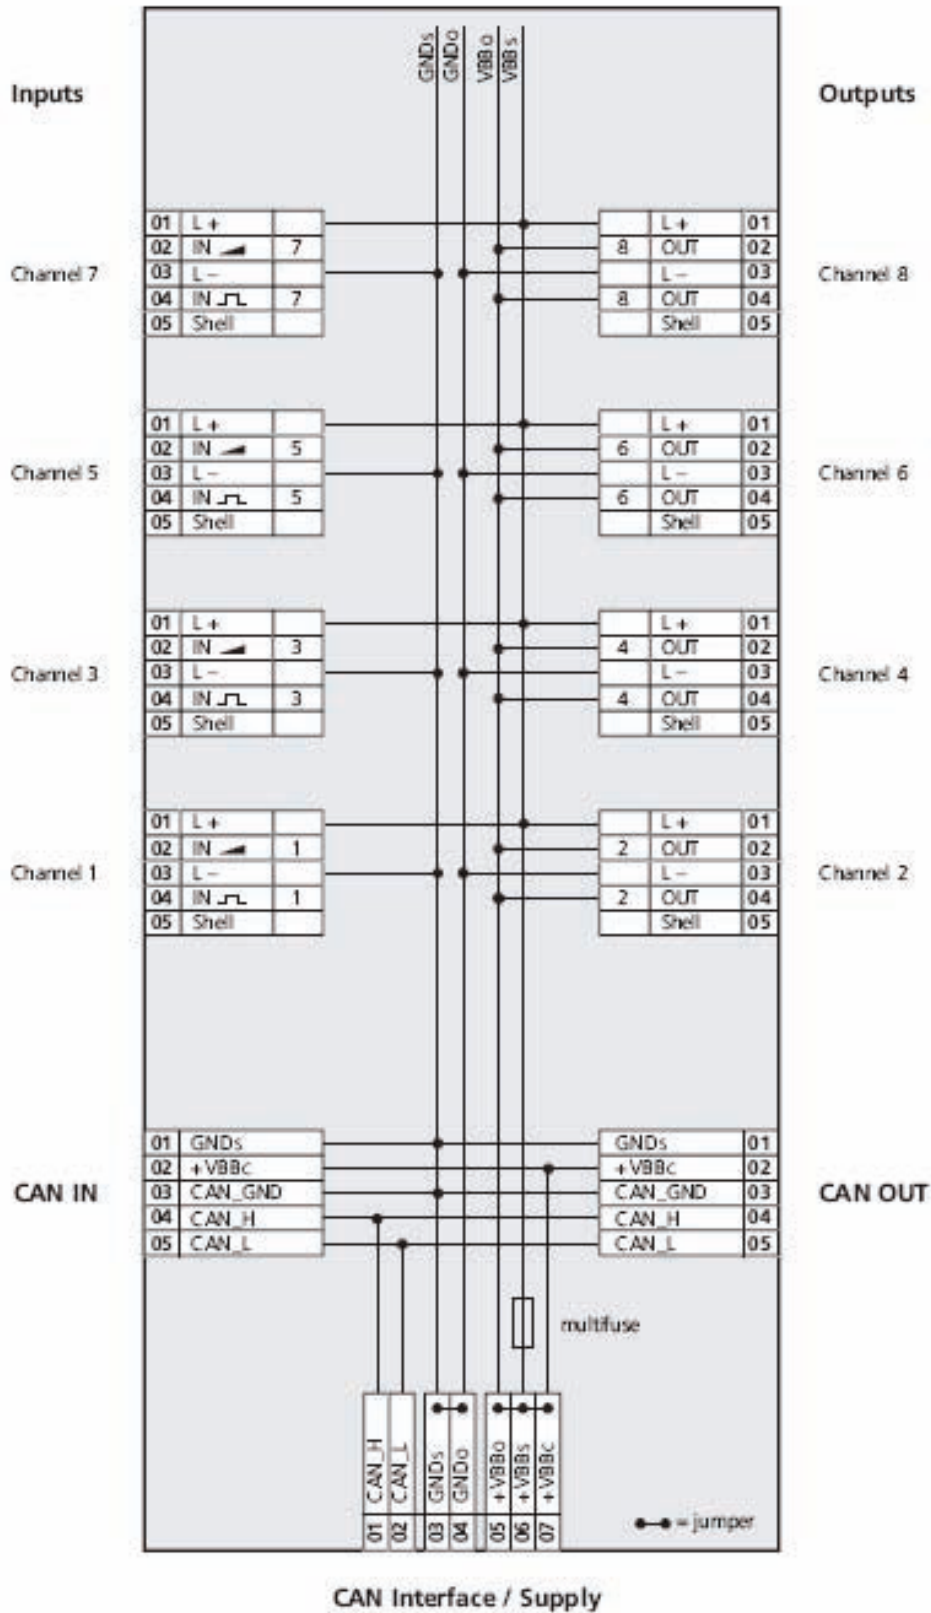 GNDs GNDo VBBo VBBs
Inputs
Outputs
01 L+ L+ 01
02 IN 7 8 OUT 02
Channel 7 03 L– L– 03 Channel 8
04 IN 7 8 OUT 04
05 Shell Shell 05
01 L+ L+ 01
02 IN 5 6 OUT 02
Channel 5 03 L– L– 03 Channel 6
04 IN 5 6 OUT 04
05 Shell Shell 05
01 L+ L+ 01
02 IN 3 4 OUT 02
Channel 3 03 L– L– 03 Channel 4
04 IN 3 4 OUT 04
05 Shell Shell 05
01 L+ L+ 01
02 IN 1 2 OUT 02
Channel 1 03 L– L– 03 Channel 2
04 IN 1 2 OUT 04
05 Shell Shell 05
01 GNDs GNDs 01
02 +VBBc +VBBc 02
CAN IN 03 CAN_GND CAN_GND 03 CAN OUT
04 CAN_H CAN_H 04
05 CAN_L CAN_L 05
multifuse
01 CAN_H
02 CAN_L
03 GNDs
04 GNDo
05 +VBBo
06 +VBBs
07 +VBBc
= jumper
CAN Interface / Supply